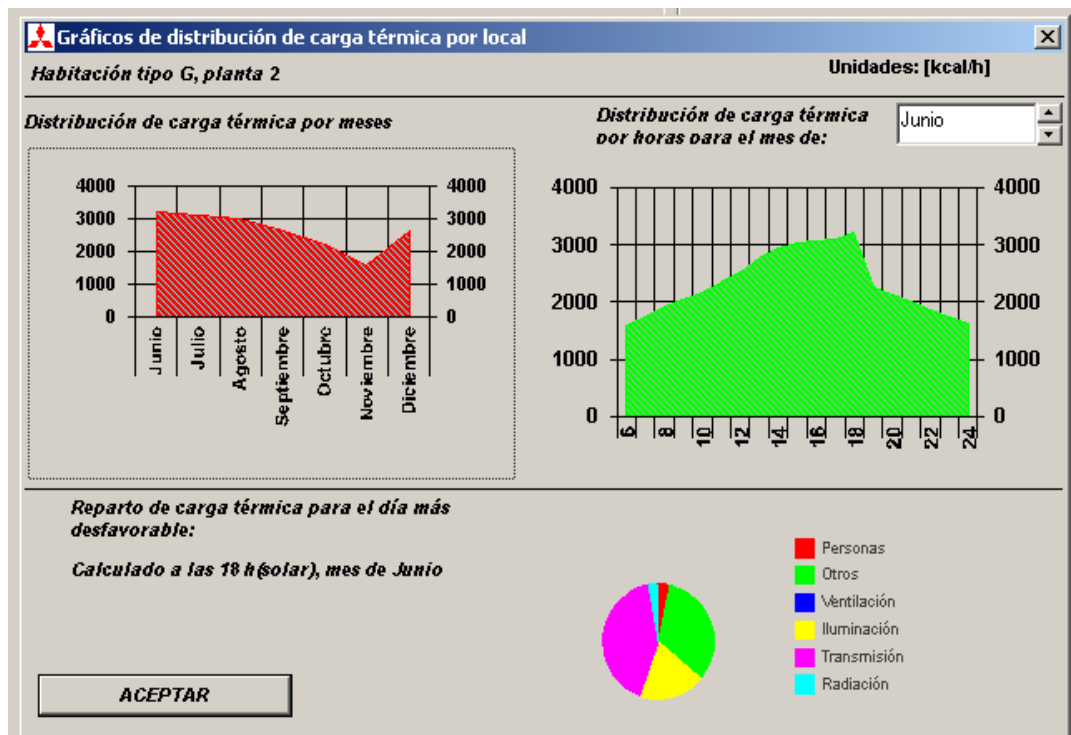 Gráficos de distribución de carga térmica por local
Habitación tipo G, planta 2
Unidades: [kcal/h]
Distribución de carga térmica por meses
Distribución de carga térmica
por horas para el mes de:
Junio
4000
3000
2000
1000
0
4000
3000
2000
1000
0
Junio
Julio
Agosto
Septiembre
Octubre
Noviembre
Diciembre
4000
3000
2000
1000
0
4000
3000
2000
1000
0
6
8
10
12
14
16
18
20
22
24
Reparto de carga térmica para el día más
desfavorable:
Calculado a las 18 h(solar), mes de Junio
Personas
Otros
Ventilación
Iluminación
Transmisión
Radiación
ACEPTAR